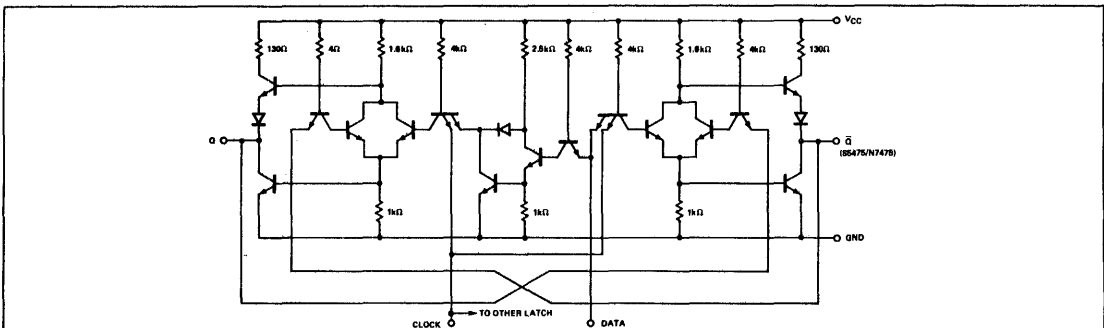 VCC
130Ω 4Ω 1.6kΩ 4kΩ 2.5kΩ 4kΩ 4kΩ 1.6kΩ 4kΩ 130Ω
Q Q̅
(S5475/N7475)
1kΩ 1kΩ 1kΩ
GND
TO OTHER LATCH
CLOCK DATA